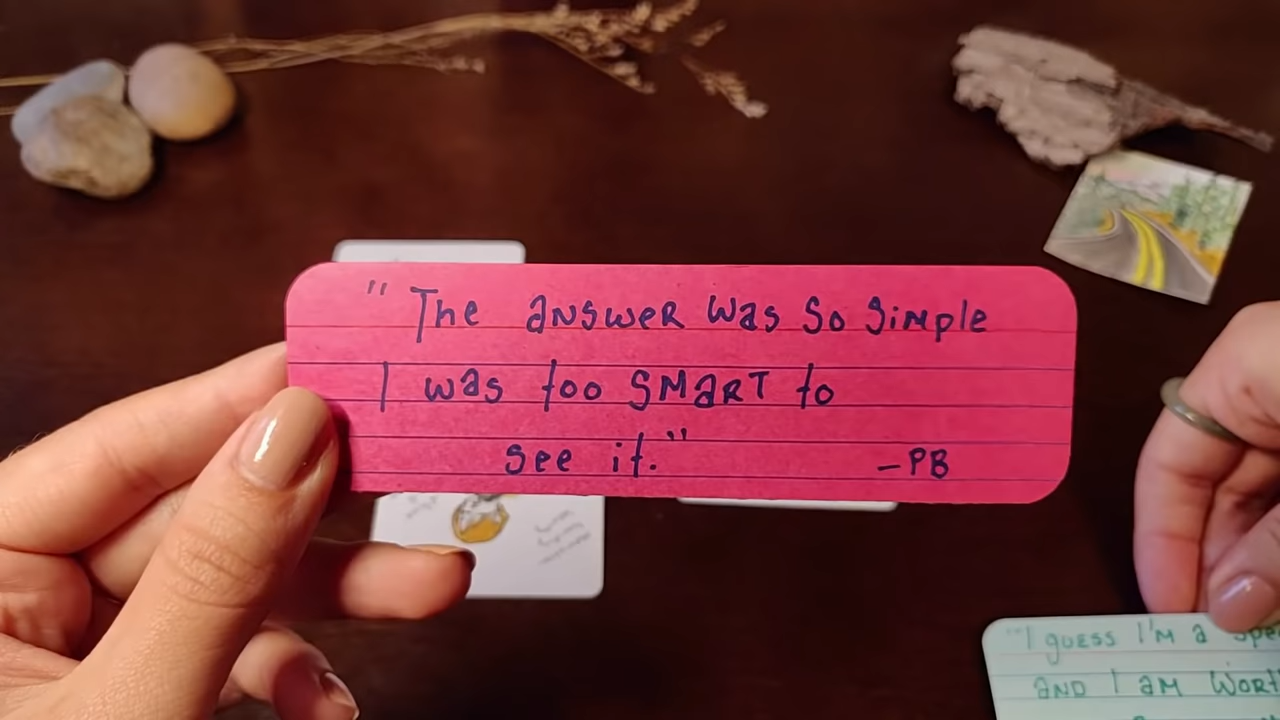 "The answer was so simple
I was too smart to
see it."
-PB
"I guess I'm a
and I am